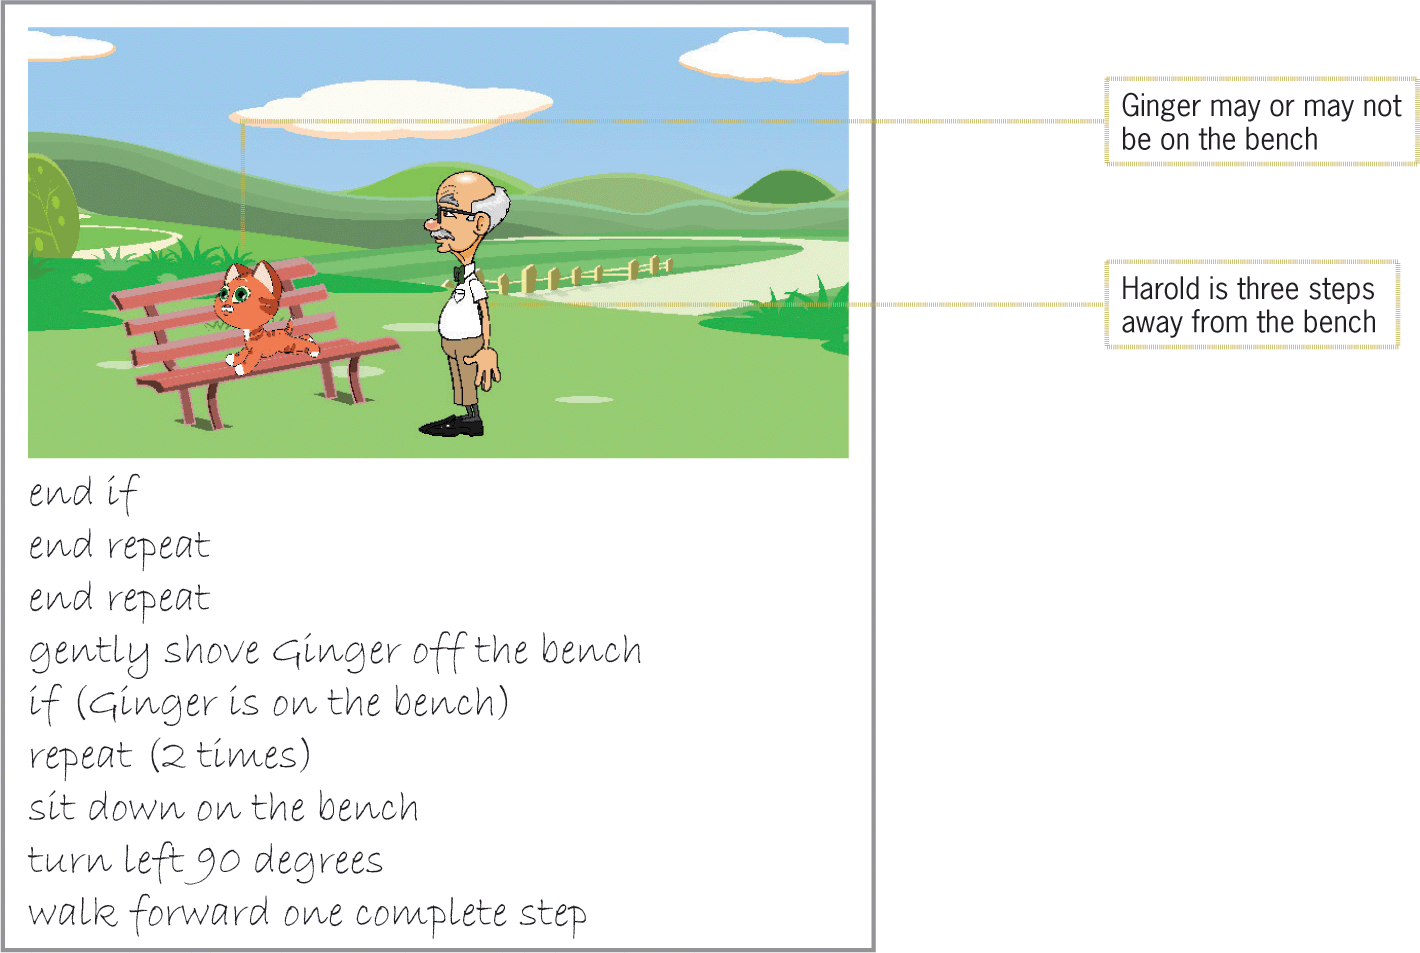 Ginger may or may not
be on the bench
Harold is three steps
away from the bench
end if
end repeat
end repeat
gently shove Ginger off the bench
if (Ginger is on the bench)
repeat (2 times)
sit down on the bench
turn left 90 degrees
walk forward one complete step